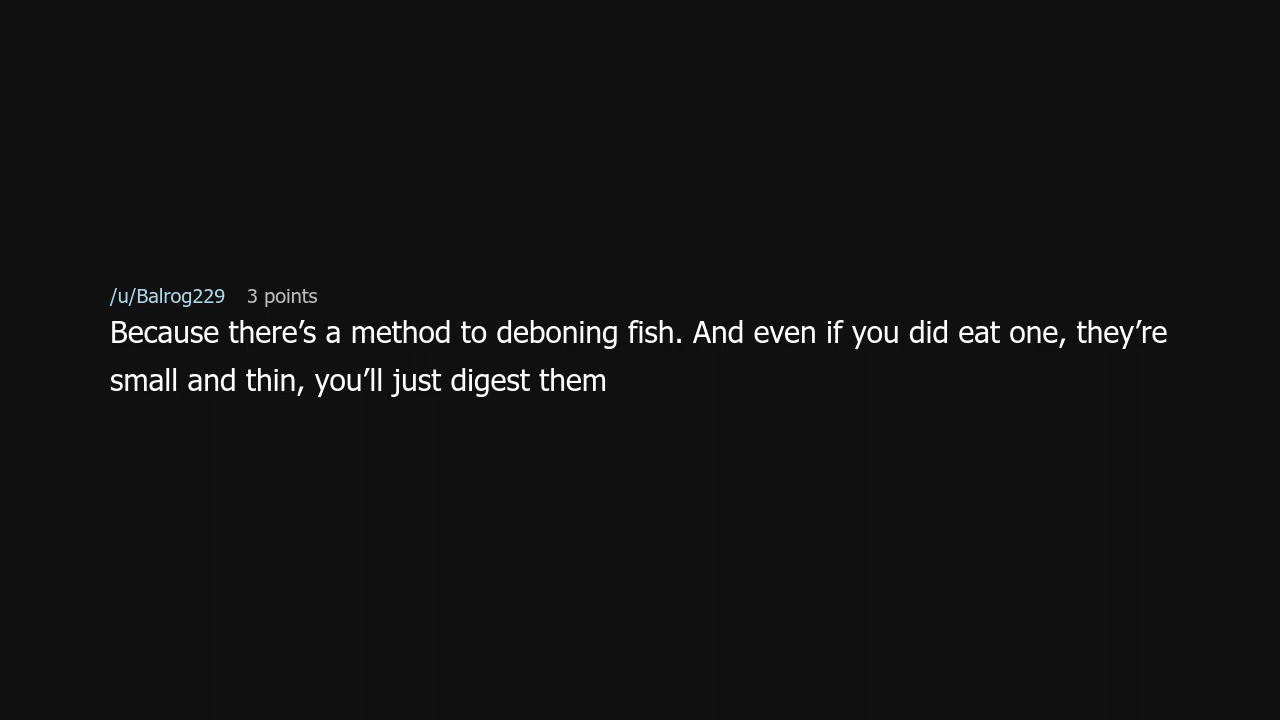 /u/Balrog229 3 points
Because there’s a method to deboning fish. And even if you did eat one, they’re
small and thin, you’ll just digest them